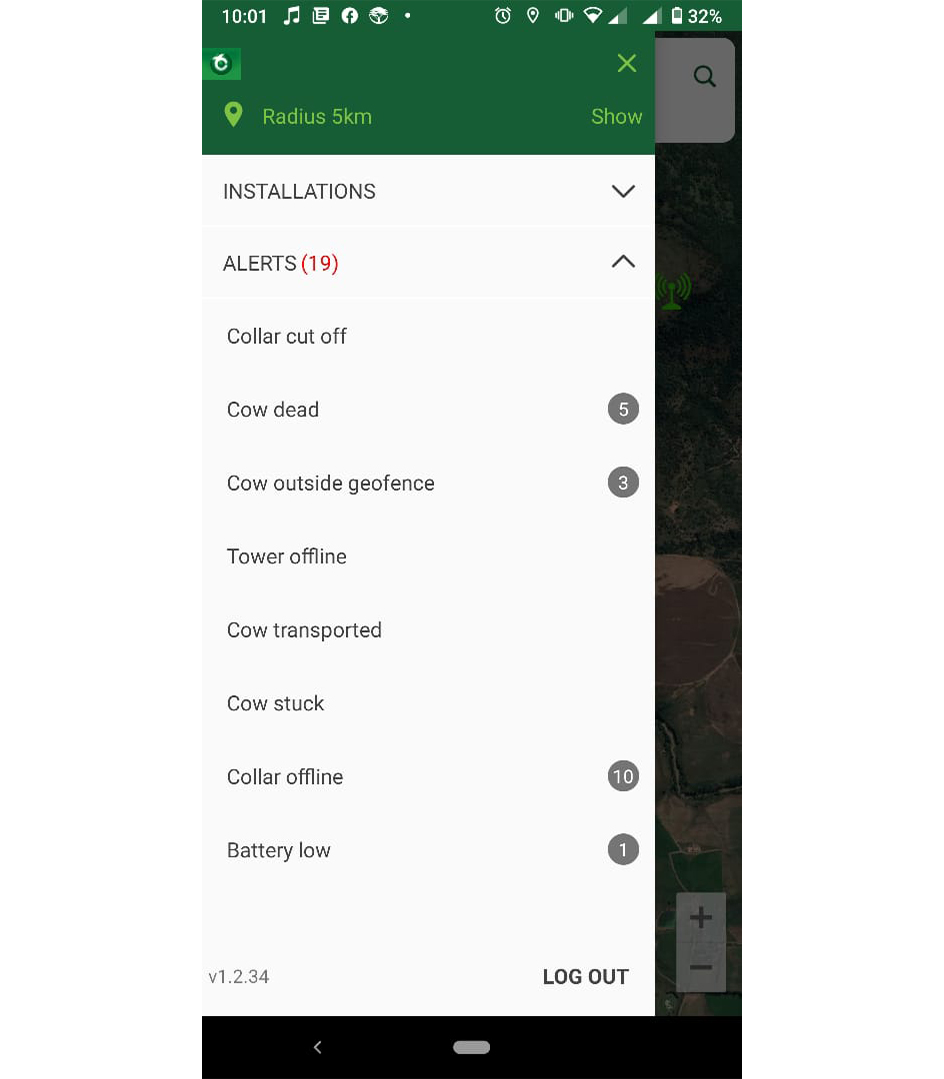 10:01 32%
Radius 5km Show
INSTALLATIONS
ALERTS (19)
Collar cut off
Cow dead 5
Cow outside geofence 3
Tower offline
Cow transported
Cow stuck
Collar offline 10
Battery low 1
v1.2.34 LOG OUT